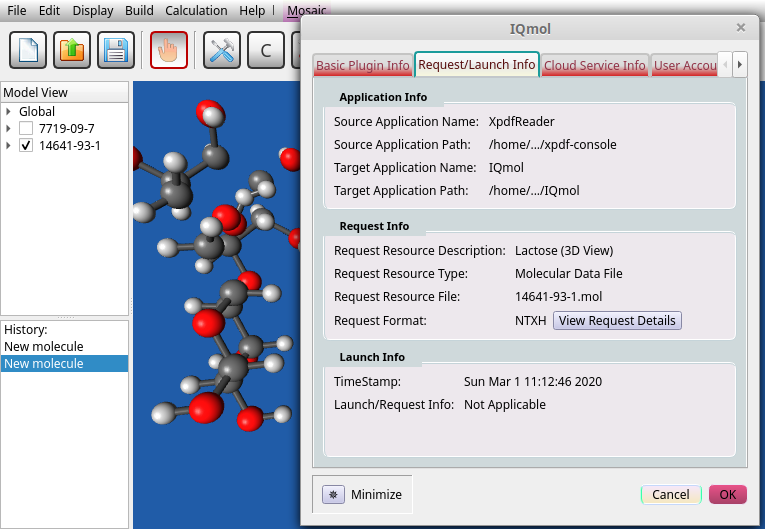 File Edit Display Build Calculation Help Mosaic
C
Model View
Global
7719-09-7
14641-93-1
History:
New molecule
New molecule
IQmol
Basic Plugin Info Request/Launch Info Cloud Service Info User Accou
Application Info
Source Application Name: XpdfReader
Source Application Path: /home/.../xpdf-console
Target Application Name: IQmol
Target Application Path: /home/.../IQmol
Request Info
Request Resource Description: Lactose (3D View)
Request Resource Type: Molecular Data File
Request Resource File: 14641-93-1.mol
Request Format: NTXH View Request Details
Launch Info
TimeStamp: Sun Mar 1 11:12:46 2020
Launch/Request Info: Not Applicable
Minimize
Cancel OK